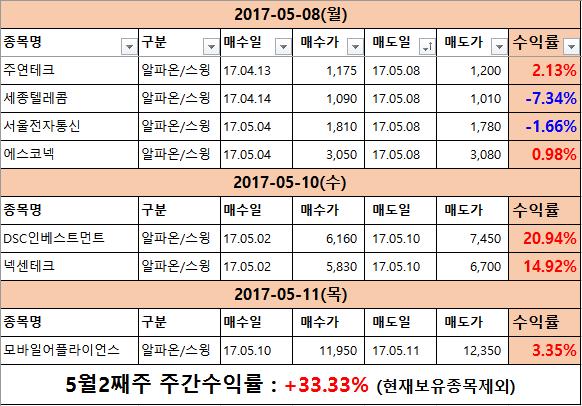 2017-05-08(월)
종목명 구분 매수일 매수가 매도일 매도가 수익률
주연테크 알파온/스윙 17.04.13 1,175 17.05.08 1,200 2.13%
세종텔레콤 알파온/스윙 17.04.14 1,090 17.05.08 1,010 -7.34%
서울전자통신 알파온/스윙 17.05.04 1,810 17.05.08 1,780 -1.66%
에스코넥 알파온/스윙 17.05.04 3,050 17.05.08 3,080 0.98%
2017-05-10(수)
종목명 구분 매수일 매수가 매도일 매도가 수익률
DSC인베스트먼트 알파온/스윙 17.05.02 6,160 17.05.10 7,450 20.94%
넥센테크 알파온/스윙 17.05.02 5,830 17.05.10 6,700 14.92%
2017-05-11(목)
종목명 구분 매수일 매수가 매도일 매도가 수익률
모바일어플라이언스 알파온/스윙 17.05.10 11,950 17.05.11 12,350 3.35%
5월2째주 주간수익률 : +33.33% (현재보유종목제외)